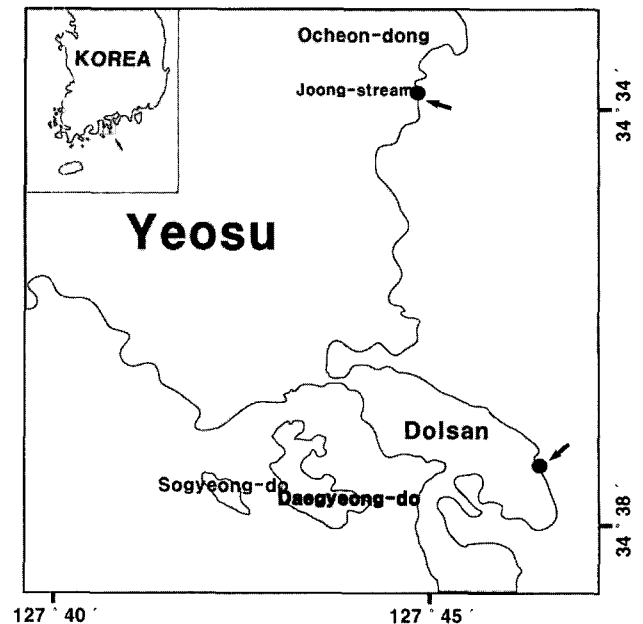 Ocheon-dong
KOREA
Joong-stream
34° 34´
Yeosu
Dolsan
Sogyeong-do
Daegyeong-do
34° 38´
127° 40´
127° 45´